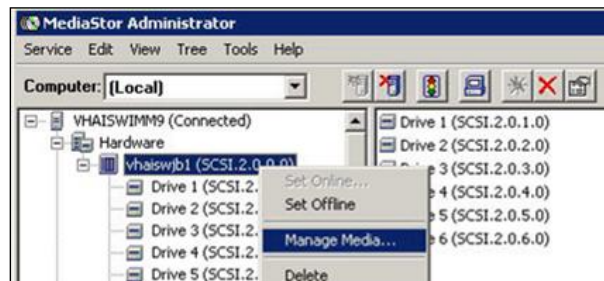 MediaStor Administrator
Service Edit View Tree Tools Help
Computer: (Local)
VHAISWIMM9 (Connected)
Hardware
vhaiswjb1 (SCSI.2.0.0.0)
Drive 1 (SCSI.2.
Drive 2 (SCSI.2.
Drive 3 (SCSI.2.
Drive 4 (SCSI.2.
Drive 5 (SCSI.2.
Set Online...
Set Offline
Manage Media...
Delete
Drive 1 (SCSI.2.0.1.0)
Drive 2 (SCSI.2.0.2.0)
3 (SCSI.2.0.3.0)
4 (SCSI.2.0.4.0)
5 (SCSI.2.0.5.0)
6 (SCSI.2.0.6.0)